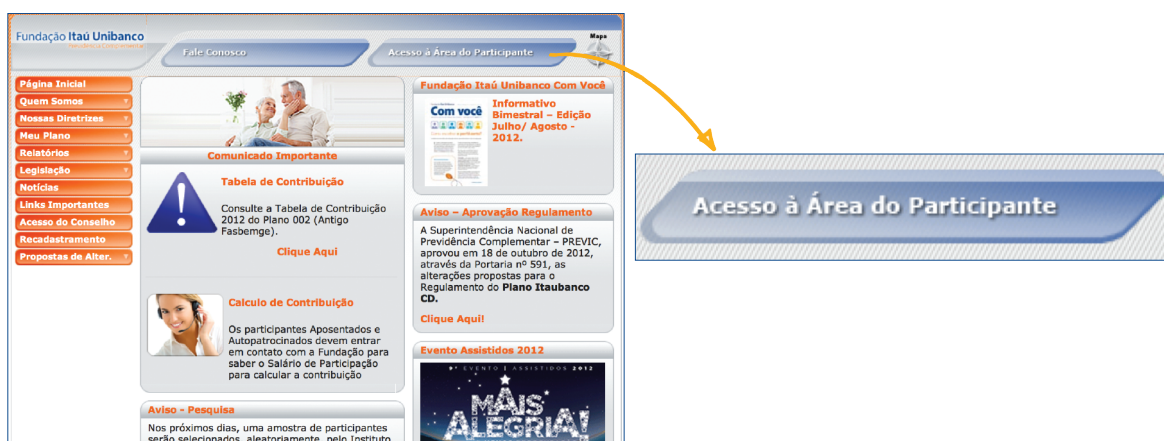 Fundação Itaú Unibanco
Fale Conosco
Acesso à Área do Participante
Mapa
Página Inicial
Quem Somos
Nossas Diretrizes
Meu Plano
Relatórios
Legislação
Notícias
Links Importantes
Acesso do Conselho
Recadastramento
Propostas de Alter.
Comunicado Importante
Tabela de Contribuição
Consulte a Tabela de Contribuição
2012 do Plano 002 (Antigo
Fasbemge).
Clique Aqui
Calculo de Contribuição
Os participantes Aposentados e
Autopatrocinados devem entrar
em contato com a Fundação para
saber o Salário de Participação
para calcular a contribuição
Aviso - Pesquisa
Nos próximos dias, uma amostra de participantes
serão selecionados, aleatoriamente, pelo Instituto
Fundação Itaú Unibanco Com Você
Com você
Informativo
Bimestral – Edição
Julho/ Agosto -
2012.
Aviso – Aprovação Regulamento
A Superintendência Nacional de
Previdência Complementar – PREVIC,
aprovou em 18 de outubro de 2012,
através da Portaria nº 591, as
alterações propostas para o
Regulamento do Plano Itaubanco
CD.
Clique Aqui!
Evento Assistidos 2012
9º EVENTO | ASSISTIDOS 2012
MAIS
ALEGRIA!
Acesso à Área do Participante